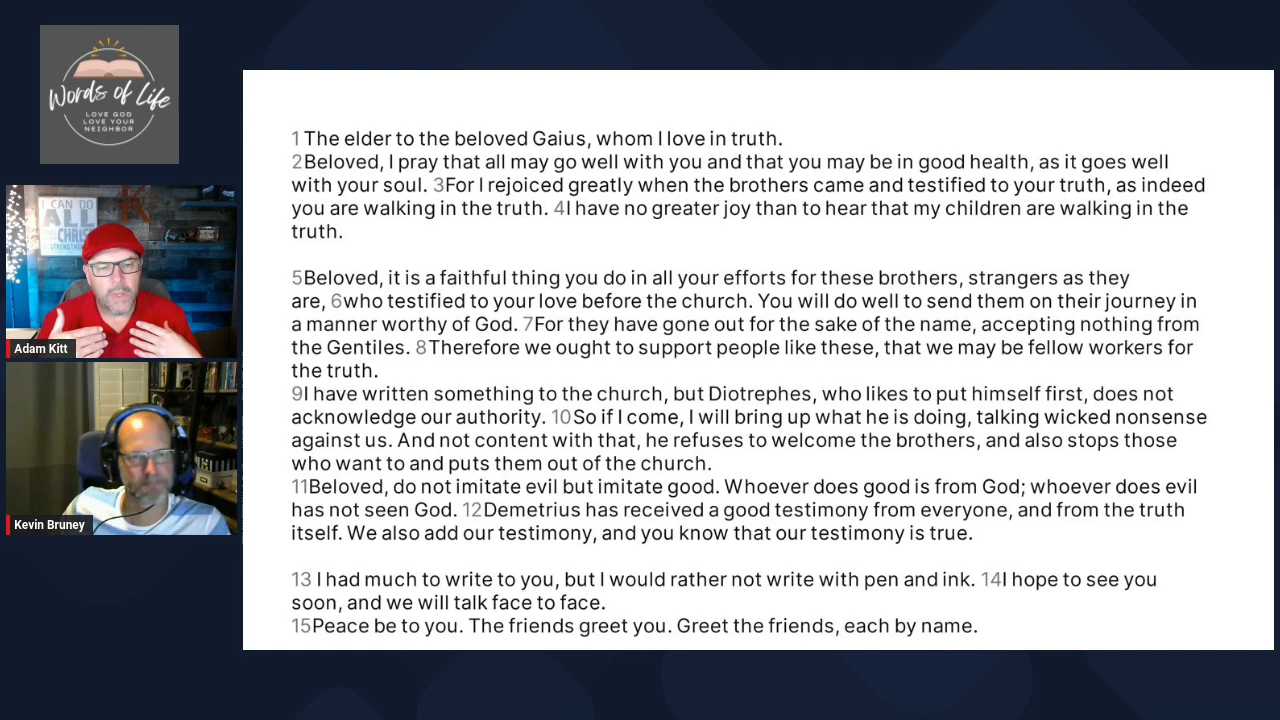 Words of Life
LOVE GOD
LOVE YOUR
NEIGHBOR
I CAN DO
ALL
CHRIS
STRENGTHEN
Adam Kitt
Kevin Bruney
1 The elder to the beloved Gaius, whom I love in truth.
2Beloved, I pray that all may go well with you and that you may be in good health, as it goes well
with your soul. 3For I rejoiced greatly when the brothers came and testified to your truth, as indeed
you are walking in the truth. 4I have no greater joy than to hear that my children are walking in the
truth.
5Beloved, it is a faithful thing you do in all your efforts for these brothers, strangers as they
are, 6who testified to your love before the church. You will do well to send them on their journey in
a manner worthy of God. 7For they have gone out for the sake of the name, accepting nothing from
the Gentiles. 8Therefore we ought to support people like these, that we may be fellow workers for
the truth.
9I have written something to the church, but Diotrephes, who likes to put himself first, does not
acknowledge our authority. 10So if I come, I will bring up what he is doing, talking wicked nonsense
against us. And not content with that, he refuses to welcome the brothers, and also stops those
who want to and puts them out of the church.
11Beloved, do not imitate evil but imitate good. Whoever does good is from God; whoever does evil
has not seen God. 12Demetrius has received a good testimony from everyone, and from the truth
itself. We also add our testimony, and you know that our testimony is true.
13 I had much to write to you, but I would rather not write with pen and ink. 14I hope to see you
soon, and we will talk face to face.
15Peace be to you. The friends greet you. Greet the friends, each by name.